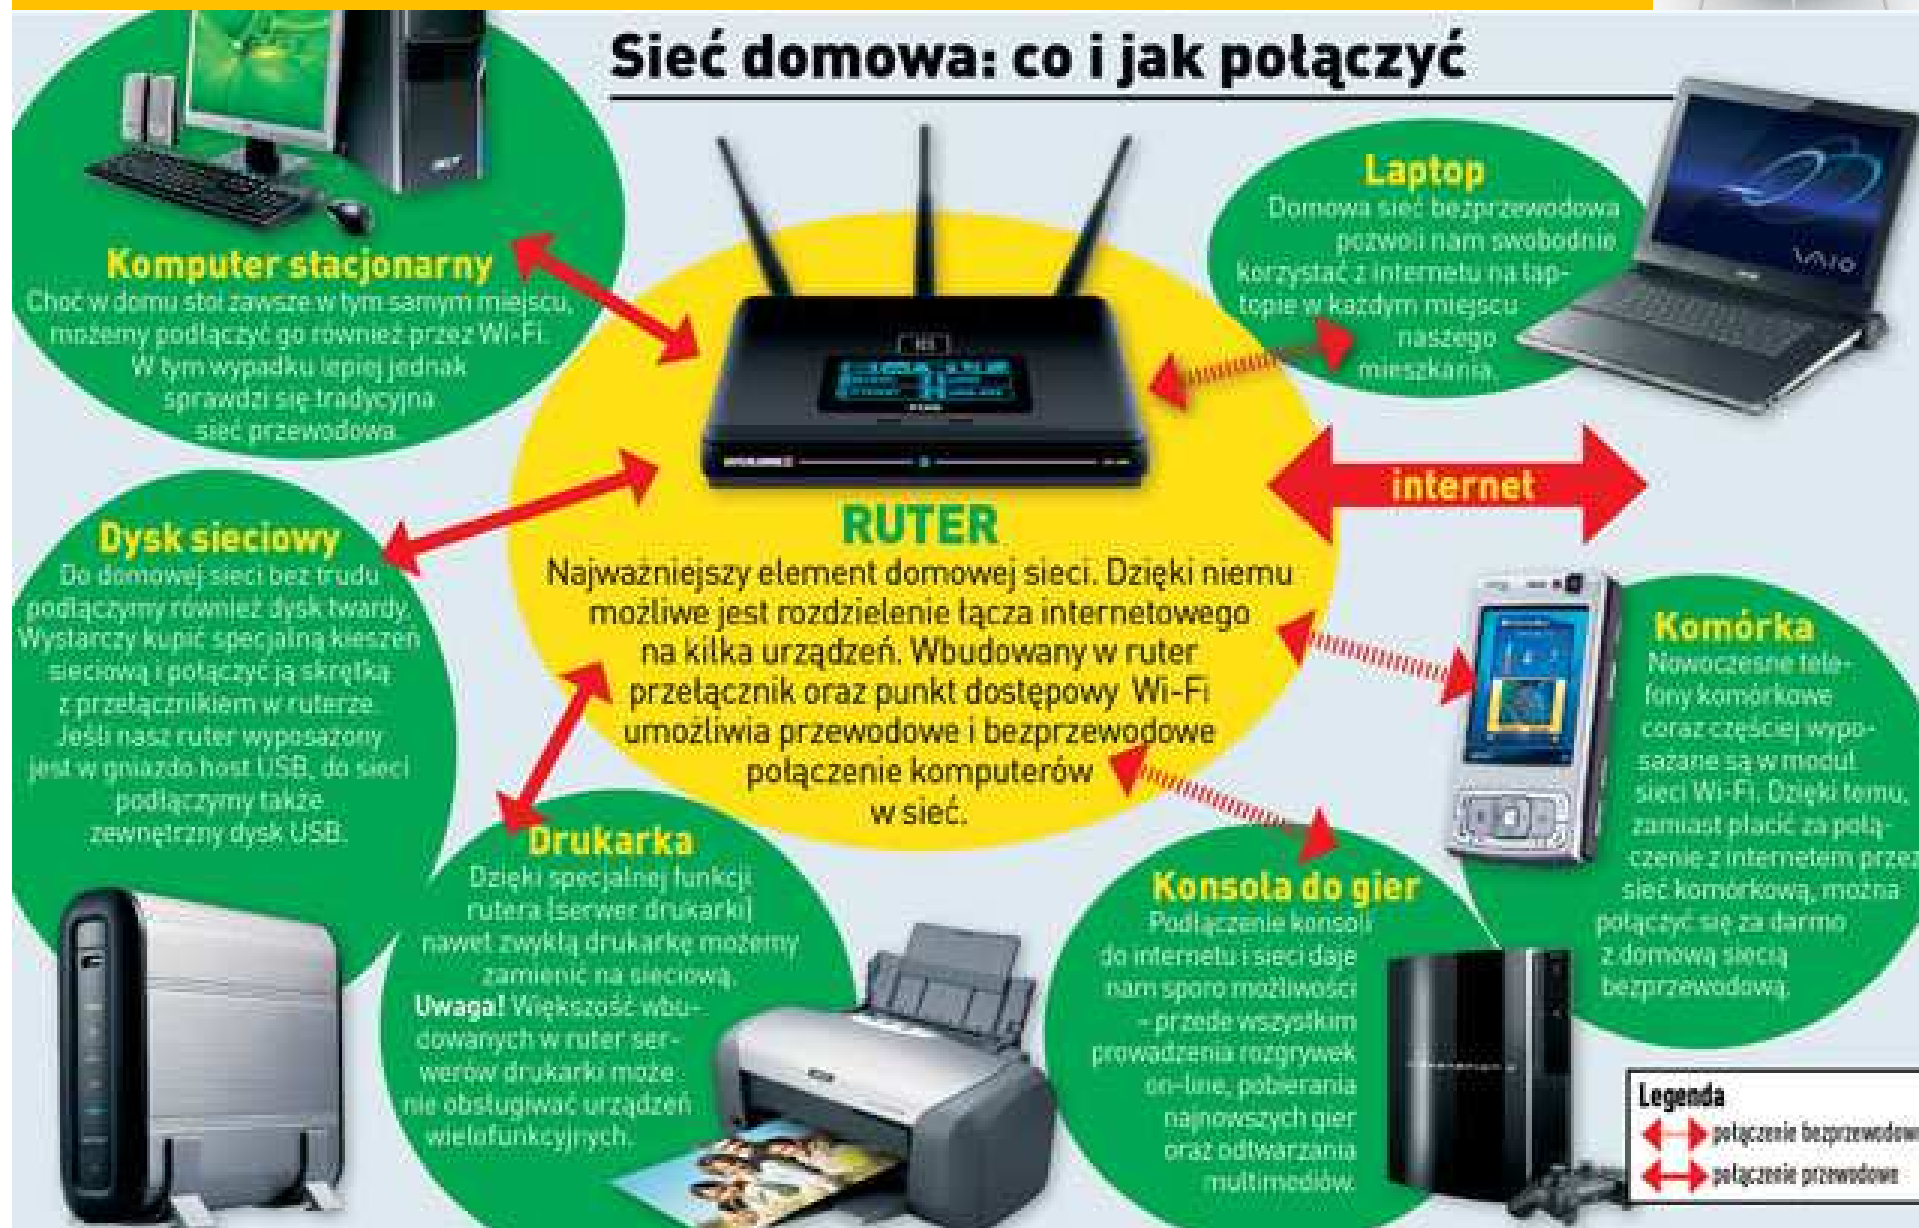 Sieć domowa: co i jak połączyć
Komputer stacjonarny
Choć w domu stoi zawsze w tym samym miejscu,
możemy podłączyć go również przez Wi-Fi.
W tym wypadku lepiej jednak
sprawdzi się tradycyjna
sieć przewodowa.
Laptop
Domowa sieć bezprzewodowa
pozwoli nam swobodnie
korzystać z internetu na lap-
topie w każdym miejscu
naszego
mieszkania.
VAIO
internet
Dysk sieciowy
Do domowej sieci bez trudu
podłączymy również dysk twardy.
Wystarczy kupić specjalną kieszeń
sieciową i połączyć ją skrętką
z przełącznikiem w ruterze.
Jeśli nasz ruter wyposażony
jest w gniazdo host USB, do sieci
podłączymy także
zewnętrzny dysk USB.
RUTER
Najważniejszy element domowej sieci. Dzięki niemu
możliwe jest rozdzielenie łącza internetowego
na kilka urządzeń. Wbudowany w ruter
przełącznik oraz punkt dostępowy Wi-Fi
umożliwia przewodowe i bezprzewodowe
połączenie komputerów
w sieć.
Komórka
Nowoczesne tele-
fony komórkowe
coraz częściej wypo-
sażane są w moduł
sieci Wi-Fi. Dzięki temu,
zamiast płacić za połą-
czenie z internetem przez
sieć komórkową, można
połączyć się za darmo
z domową siecią
bezprzewodową.
Drukarka
Dzięki specjalnej funkcji
rutera (serwer drukarki)
nawet zwykłą drukarkę możemy
zamienić na sieciową.
Uwaga! Większość wbu-
dowanych w ruter ser-
werów drukarki może
nie obsługiwać urządzeń
wielofunkcyjnych.
Konsola do gier
Podłączenie konsoli
do internetu i sieci daje
nam sporo możliwości
- przede wszystkim
prowadzenia rozgrywek
on-line, pobierania
najnowszych gier
oraz odtwarzania
multimediów.
Legenda
połączenie bezprzewodowe
połączenie przewodowe